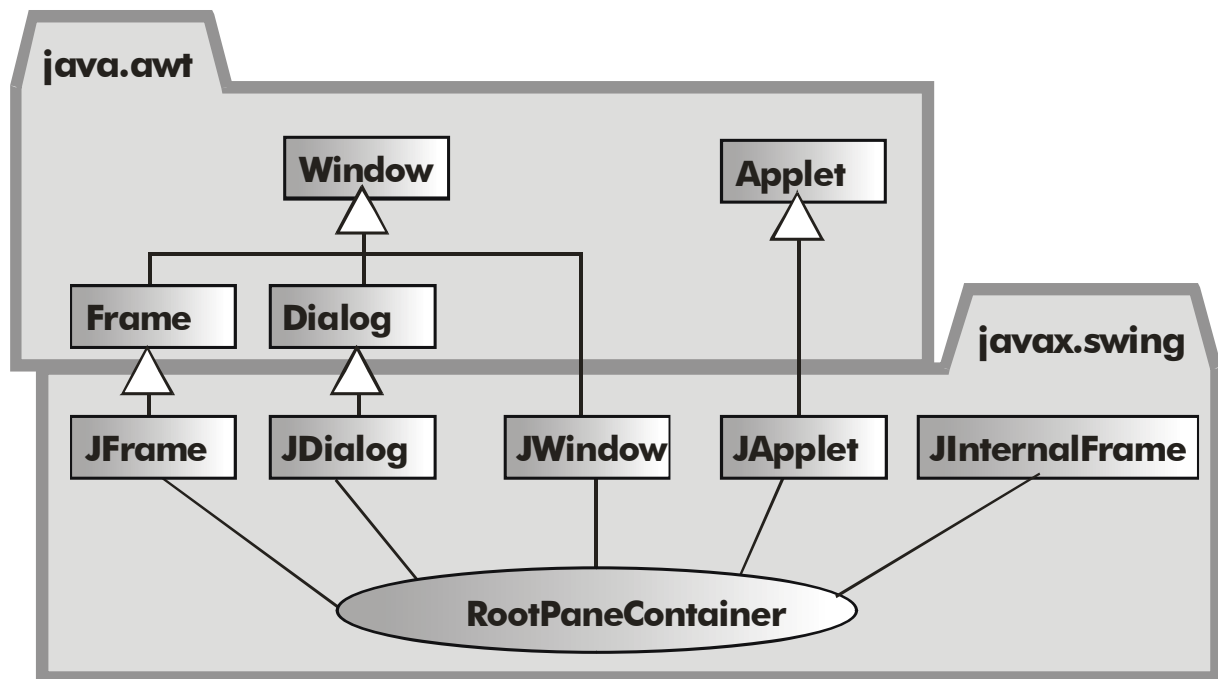 java.awt
Window
Applet
Frame
Dialog
javax.swing
JFrame
JDialog
JWindow
JApplet
JInternalFrame
RootPaneContainer